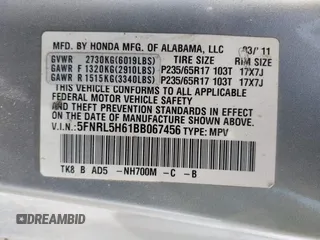 MFD. BY HONDA MFG. OF ALABAMA, LLC 03/11
GVWR 2730KG(6019LBS) TIRE SIZE RIM SIZE
GAWR F 1320KG(2910LBS) P235/65R17 103T 17X7J
GAWR R 1515KG(3340LBS) P235/65R17 103T 17X7J
THIS VEHICLE CONFORMS TO ALL APPLICABLE
FEDERAL MOTOR VEHICLE SAFETY AND THEFT
PREVENTION STANDARDS IN EFFECT ON THE DATE
OF MANUFACTURE SHOWN ABOVE.
V.I.N: 5FNRL5H61BB067456 TYPE: MPV
TK8 B AD5 -NH700M -C -B
DREAMBID